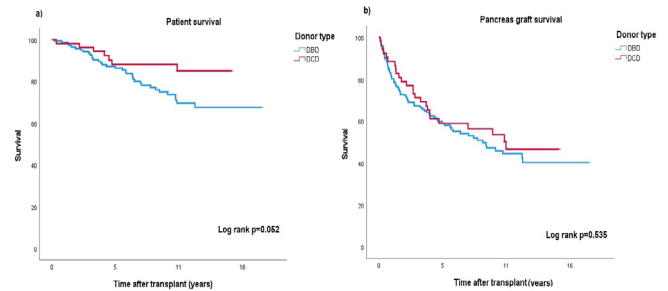 a)
Patient survival
Donor type
DBD
DCD
100
80
60
40
20
0
Survival
Log rank p=0.052
0
5
11
16
Time after transplant (years)
b)
Pancreas graft survival
Donor type
DBD
DCD
100
80
60
40
20
0
Survival
Log rank p=0.535
0
5
11
16
Time after transplant (years)